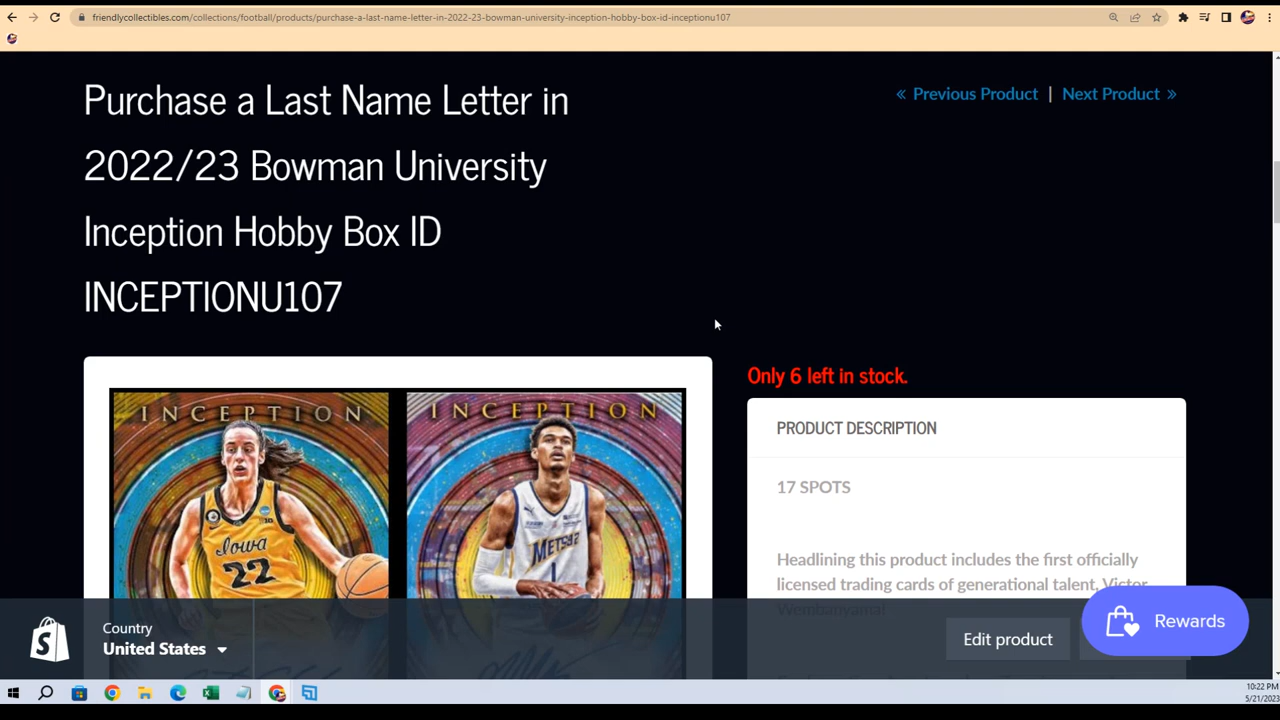 friendlycollectibles.com/collections/football/products/purchase-a-last-name-letter-in-2022-23-bowman-university-inception-hobby-box-id-inceptionu107
Purchase a Last Name Letter in
2022/23 Bowman University
Inception Hobby Box ID
INCEPTIONU107
« Previous Product | Next Product »
Only 6 left in stock.
PRODUCT DESCRIPTION
17 SPOTS
Headlining this product includes the first officially
licensed trading cards of generational talent, Victor
Wembanyama!
INCEPTION
INCEPTION
Iowa
22
METS92
1
Country
United States
Edit product
Rewards
10:22 PM
5/21/2023